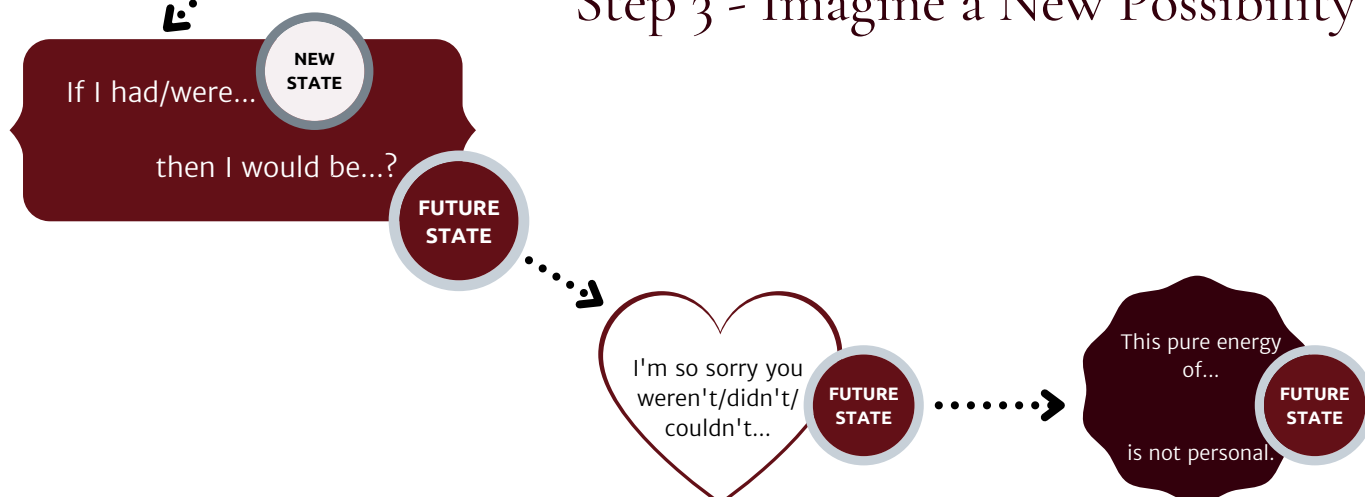 Step 3 - Imagine a New Possibility
NEW
STATE
If I had/were...
then I would be...?
FUTURE
STATE
I'm so sorry you
weren't/didn't/
couldn't...
FUTURE
STATE
This pure energy
of...
is not personal.
FUTURE
STATE